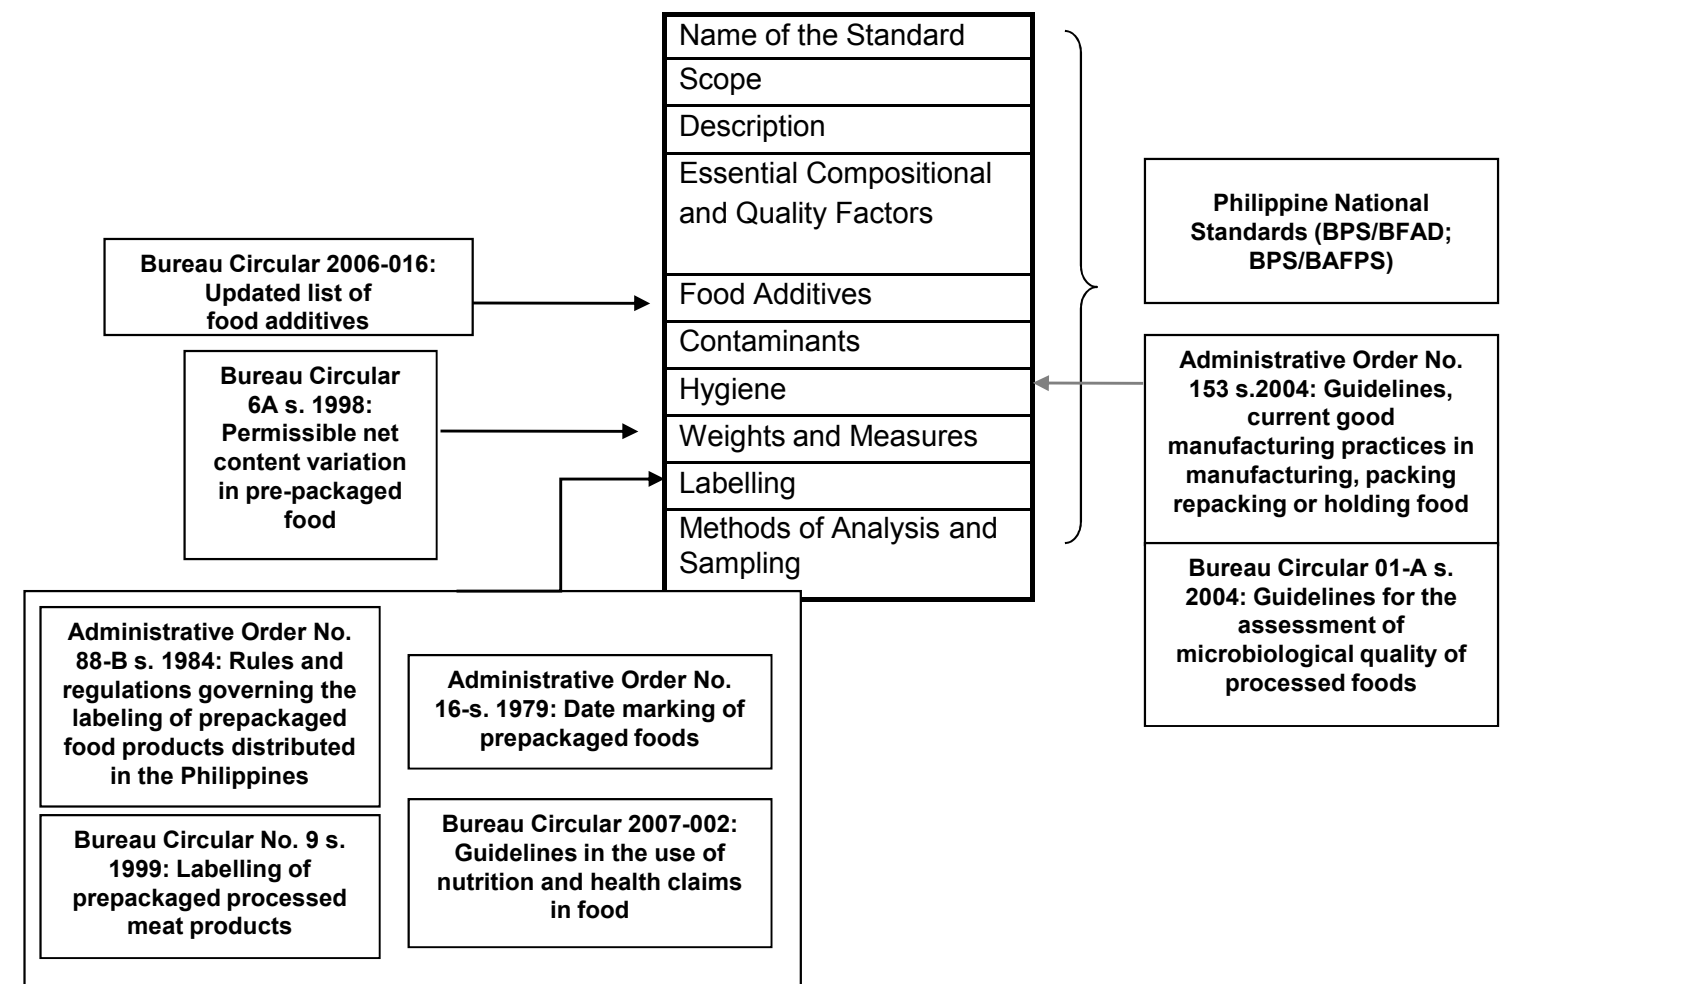 Name of the Standard
Scope
Description
Essential Compositional
and Quality Factors
Food Additives
Contaminants
Hygiene
Weights and Measures
Labelling
Methods of Analysis and
Sampling
Bureau Circular 2006-016:
Updated list of
food additives
Bureau Circular
6A s. 1998:
Permissible net
content variation
in pre-packaged
food
Philippine National
Standards (BPS/BFAD;
BPS/BAFPS)
Administrative Order No.
153 s.2004: Guidelines,
current good
manufacturing practices in
manufacturing, packing
repacking or holding food
Bureau Circular 01-A s.
2004: Guidelines for the
assessment of
microbiological quality of
processed foods
Administrative Order No.
88-B s. 1984: Rules and
regulations governing the
labeling of prepackaged
food products distributed
in the Philippines
Administrative Order No.
16-s. 1979: Date marking of
prepackaged foods
Bureau Circular No. 9 s.
1999: Labelling of
prepackaged processed
meat products
Bureau Circular 2007-002:
Guidelines in the use of
nutrition and health claims
in food